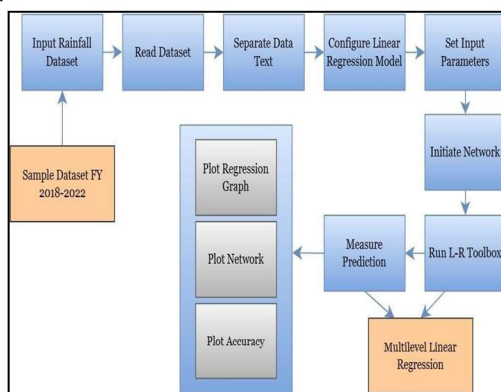 Input Rainfall
Dataset
Read Dataset
Separate Data
Text
Configure Linear
Regression Model
Set Input
Parameters
Sample Dataset FY
2018-2022
Initiate Network
Plot Regression
Graph
Plot Network
Plot Accuracy
Measure
Prediction
Run L-R Toolbox
Multilevel Linear
Regression